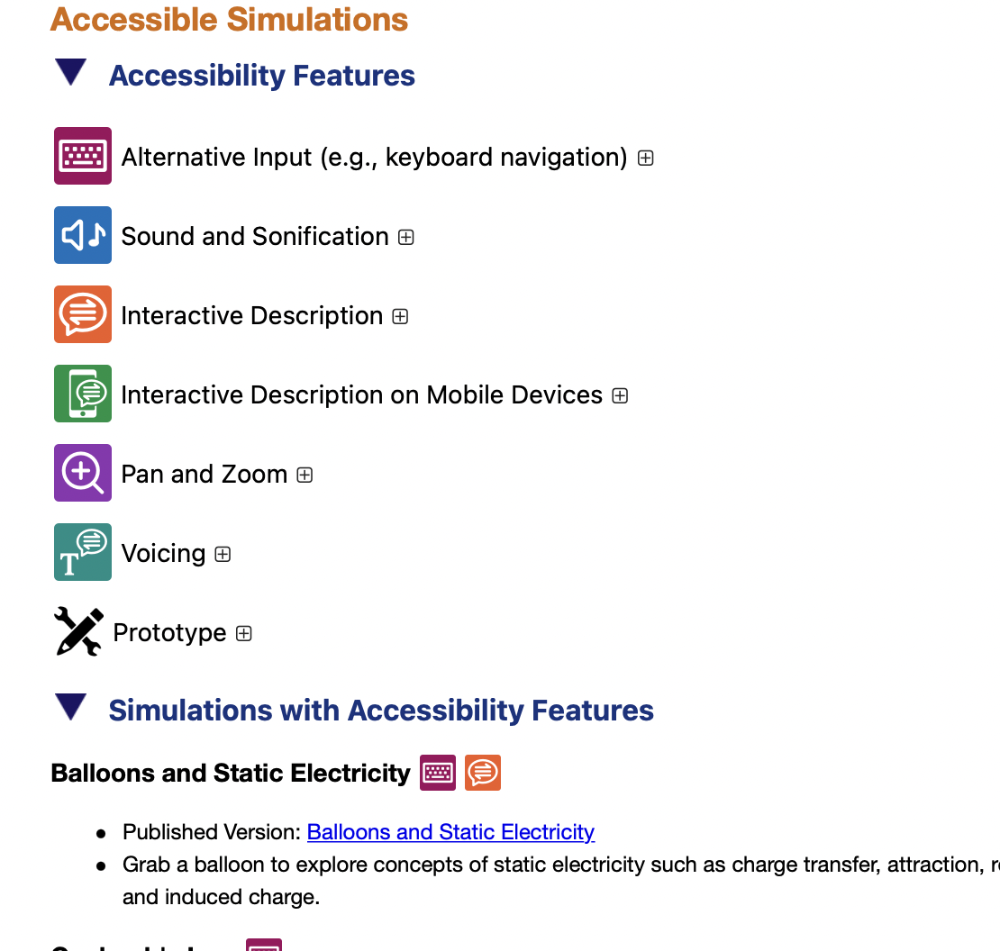 Accessible Simulations
Accessibility Features
Alternative Input (e.g., keyboard navigation)
Sound and Sonification
Interactive Description
Interactive Description on Mobile Devices
Pan and Zoom
T
Voicing
Prototype
Simulations with Accessibility Features
Balloons and Static Electricity
Published Version: Balloons and Static Electricity
Grab a balloon to explore concepts of static electricity such as charge transfer, attraction,
and induced charge.